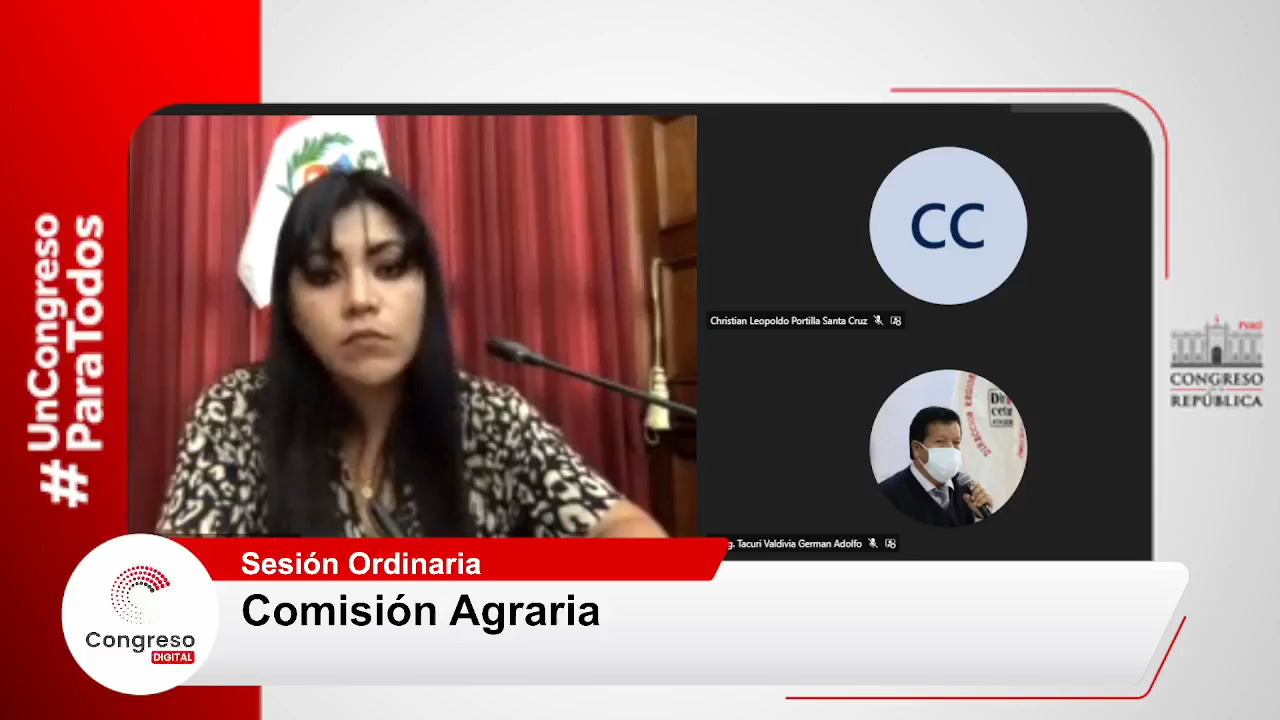 #UnCongreso
ParaTodos
CC
Christian Leopoldo Portilla Santa Cruz
g. Tacuri Valdivia German Adolfo
PERÚ
CONGRESO
REPÚBLICA
Sesión Ordinaria
Comisión Agraria
Congreso
DIGITAL